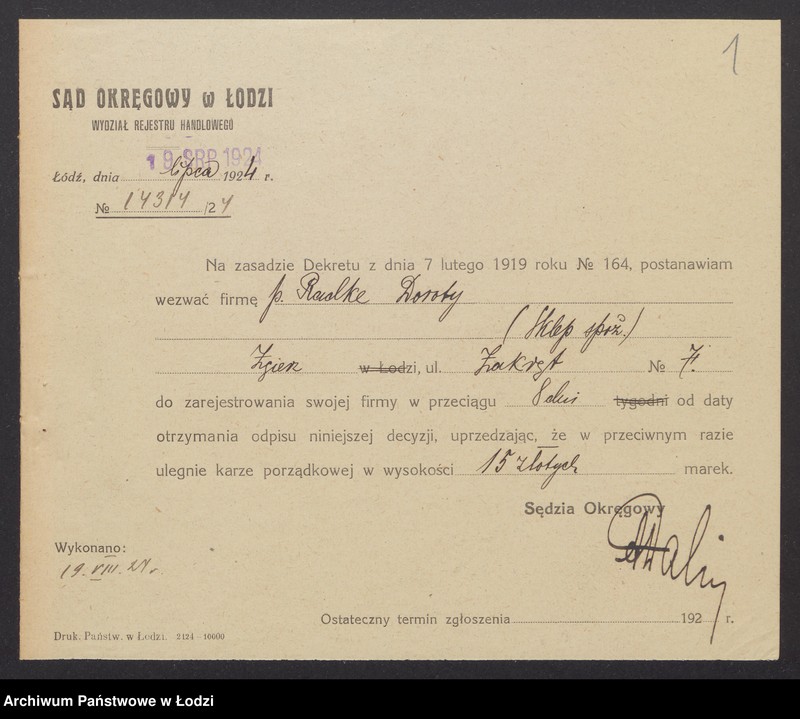 1
SĄD OKRĘGOWY w ŁODZI
WYDZIAŁ REJESTRU HANDLOWEGO
19 SRP 1924
Łódź, dnia lipca 1924 r.
№ 14314 /24
Na zasadzie Dekretu z dnia 7 lutego 1919 roku № 164, postanawiam
wezwać firmę p. Radke Doroty
(Sklep spoż.)
Zgierz w Łodzi, ul. Zakręt № 7.
do zarejestrowania swojej firmy w przeciągu 8 dni tygodni od daty
otrzymania odpisu niniejszej decyzji, uprzedzając, że w przeciwnym razie
ulegnie karze porządkowej w wysokości 15 złotych marek.
Sędzia Okręgowy
Wykonano:
19. VIII. 24 r.
Ostateczny termin zgłoszenia 192 r.
Druk. Państw. w Łodzi. 2124 10000
Archiwum Państwowe w Łodzi